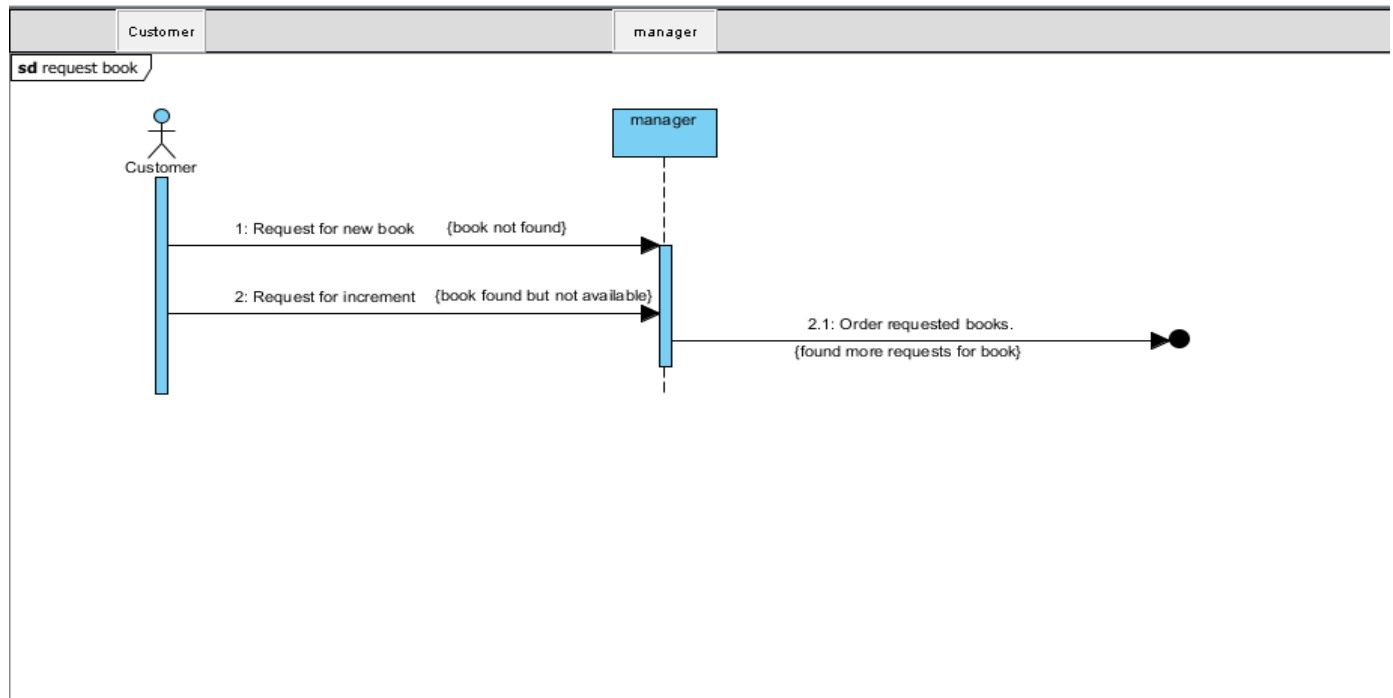 Customer
manager
sd request book
manager
Customer
1: Request for new book {book not found}
2: Request for increment {book found but not available}
2.1: Order requested books.
{found more requests for book}